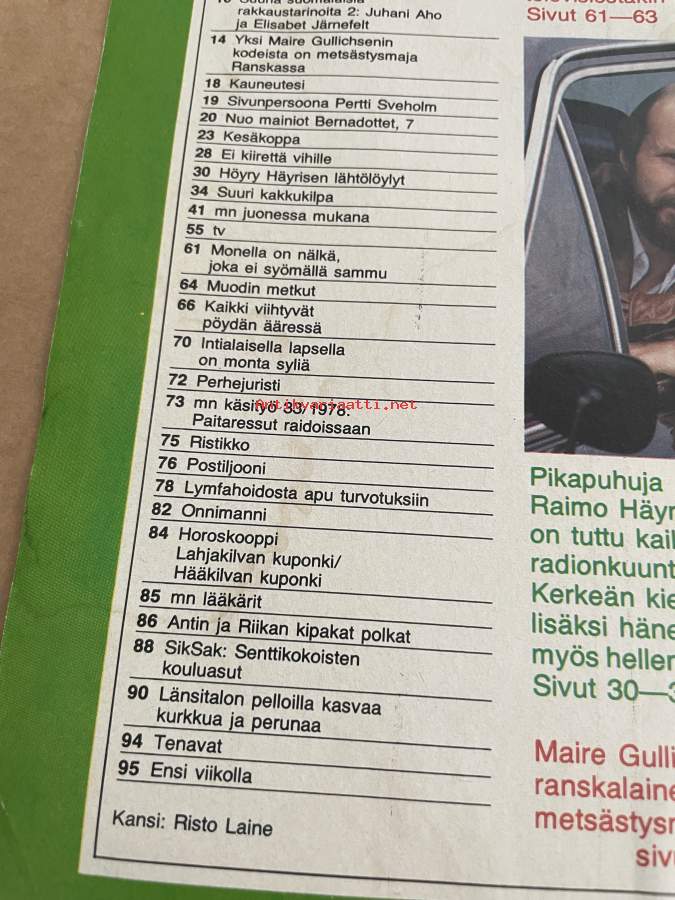 rakkaustarinoita 2: Juhani Aho
ja Elisabet Järnefelt
14 Yksi Maire Gullichsenin
kodeista on metsästysmaja
Ranskassa
18 Kauneutesi
19 Sivunpersoona Pertti Sveholm
20 Nuo mainiot Bernadottet, 7
23 Kesäkoppa
28 Ei kiirettä vihille
30 Höyry Häyrisen lähtölöylyt
34 Suuri kakkukilpa
41 mn juonessa mukana
55 tv
61 Monella on nälkä,
joka ei syömällä sammu
64 Muodin metkut
66 Kaikki viihtyvät
pöydän ääressä
70 Intialaisella lapsella
on monta syliä
72 Perhejuristi
73 mn käsityö 35/1978:
Paitaressut raidoissaan
75 Ristikko
76 Postiljooni
78 Lymfahoidosta apu turvotuksiin
82 Onnimanni
84 Horoskooppi
Lahjakilvan kuponki/
Hääkilvan kuponki
85 mn lääkärit
86 Antin ja Riikan kipakat polkat
88 SikSak: Senttikokoisten
kouluasut
90 Länsitalon pelloilla kasvaa
kurkkua ja perunaa
94 Tenavat
95 Ensi viikolla
Kansi: Risto Laine
Antikvariaatti.net
Sivut 61—63
Pikapuhuja
Raimo Häyr
on tuttu kail
radionkuunt
Kerkeän kie
lisäksi häne
myös heller
Sivut 30—3
Maire Gulli
ranskalaine
metsästysm
sivu